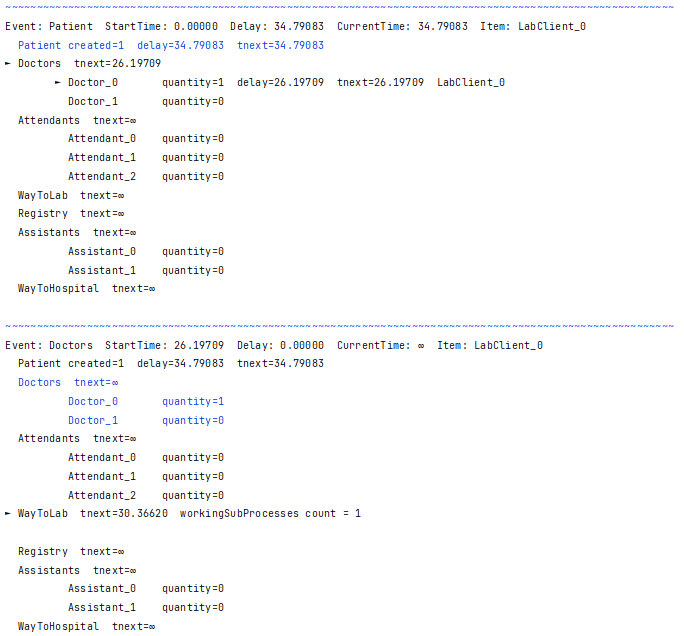 ~~~~~~~~~~~~~~~~~~~~~~~~~~~~~~~~~~~~~~~~~~~~~~~~~~~~~~~~~~~~~~~~~~~~~~~~~~~~~~~~~~~~~~~~~~~~~~~~~~~~~~~~~~~
Event: Patient  StartTime: 0.00000  Delay: 34.79083  CurrentTime: 34.79083  Item: LabClient_0
Patient created=1  delay=34.79083  tnext=34.79083
► Doctors  tnext=26.19709
► Doctor_0  quantity=1  delay=26.19709  tnext=26.19709  LabClient_0
Doctor_1  quantity=0
Attendants  tnext=∞
Attendant_0  quantity=0
Attendant_1  quantity=0
Attendant_2  quantity=0
WayToLab  tnext=∞
Registry  tnext=∞
Assistants  tnext=∞
Assistant_0  quantity=0
Assistant_1  quantity=0
WayToHospital  tnext=∞
~~~~~~~~~~~~~~~~~~~~~~~~~~~~~~~~~~~~~~~~~~~~~~~~~~~~~~~~~~~~~~~~~~~~~~~~~~~~~~~~~~~~~~~~~~~~~~~~~~~~~~~~~~~
Event: Doctors  StartTime: 26.19709  Delay: 0.00000  CurrentTime: ∞  Item: LabClient_0
Patient created=1  delay=34.79083  tnext=34.79083
Doctors  tnext=∞
Doctor_0  quantity=1
Doctor_1  quantity=0
Attendants  tnext=∞
Attendant_0  quantity=0
Attendant_1  quantity=0
Attendant_2  quantity=0
► WayToLab  tnext=30.36620  workingSubProcesses count = 1
Registry  tnext=∞
Assistants  tnext=∞
Assistant_0  quantity=0
Assistant_1  quantity=0
WayToHospital  tnext=∞